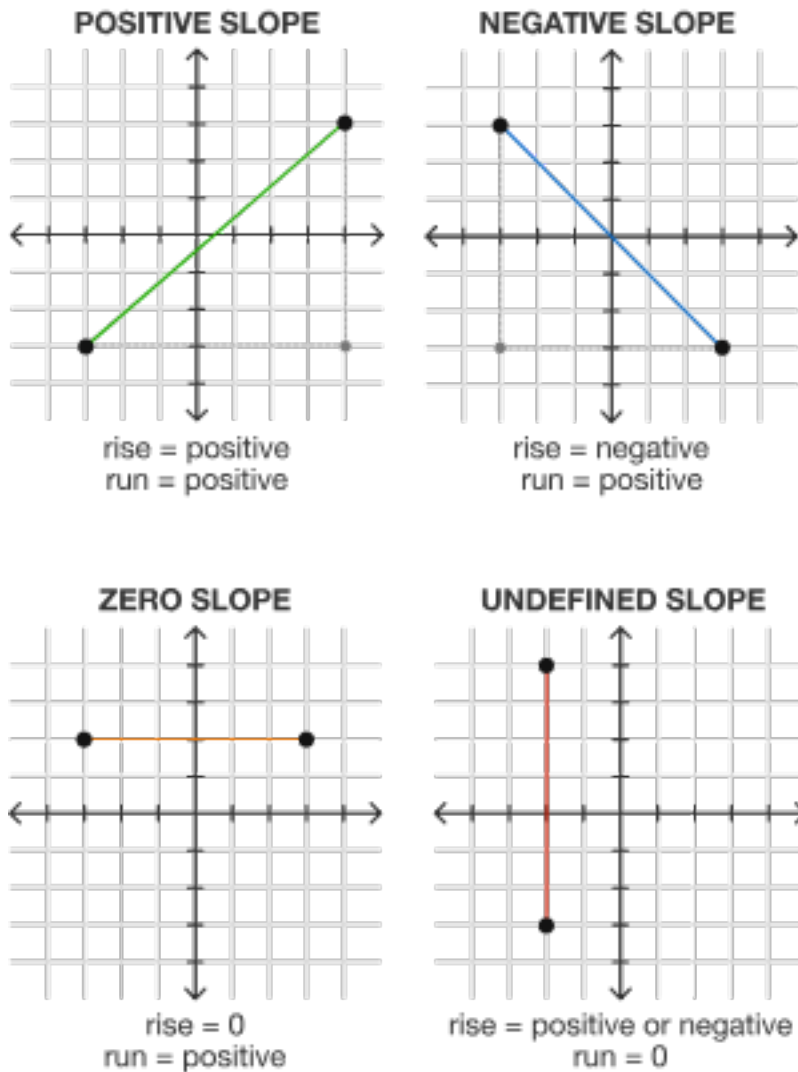 POSITIVE SLOPE
NEGATIVE SLOPE
rise = positive
run = positive
rise = negative
run = positive
ZERO SLOPE
UNDEFINED SLOPE
rise = 0
run = positive
rise = positive or negative
run = 0